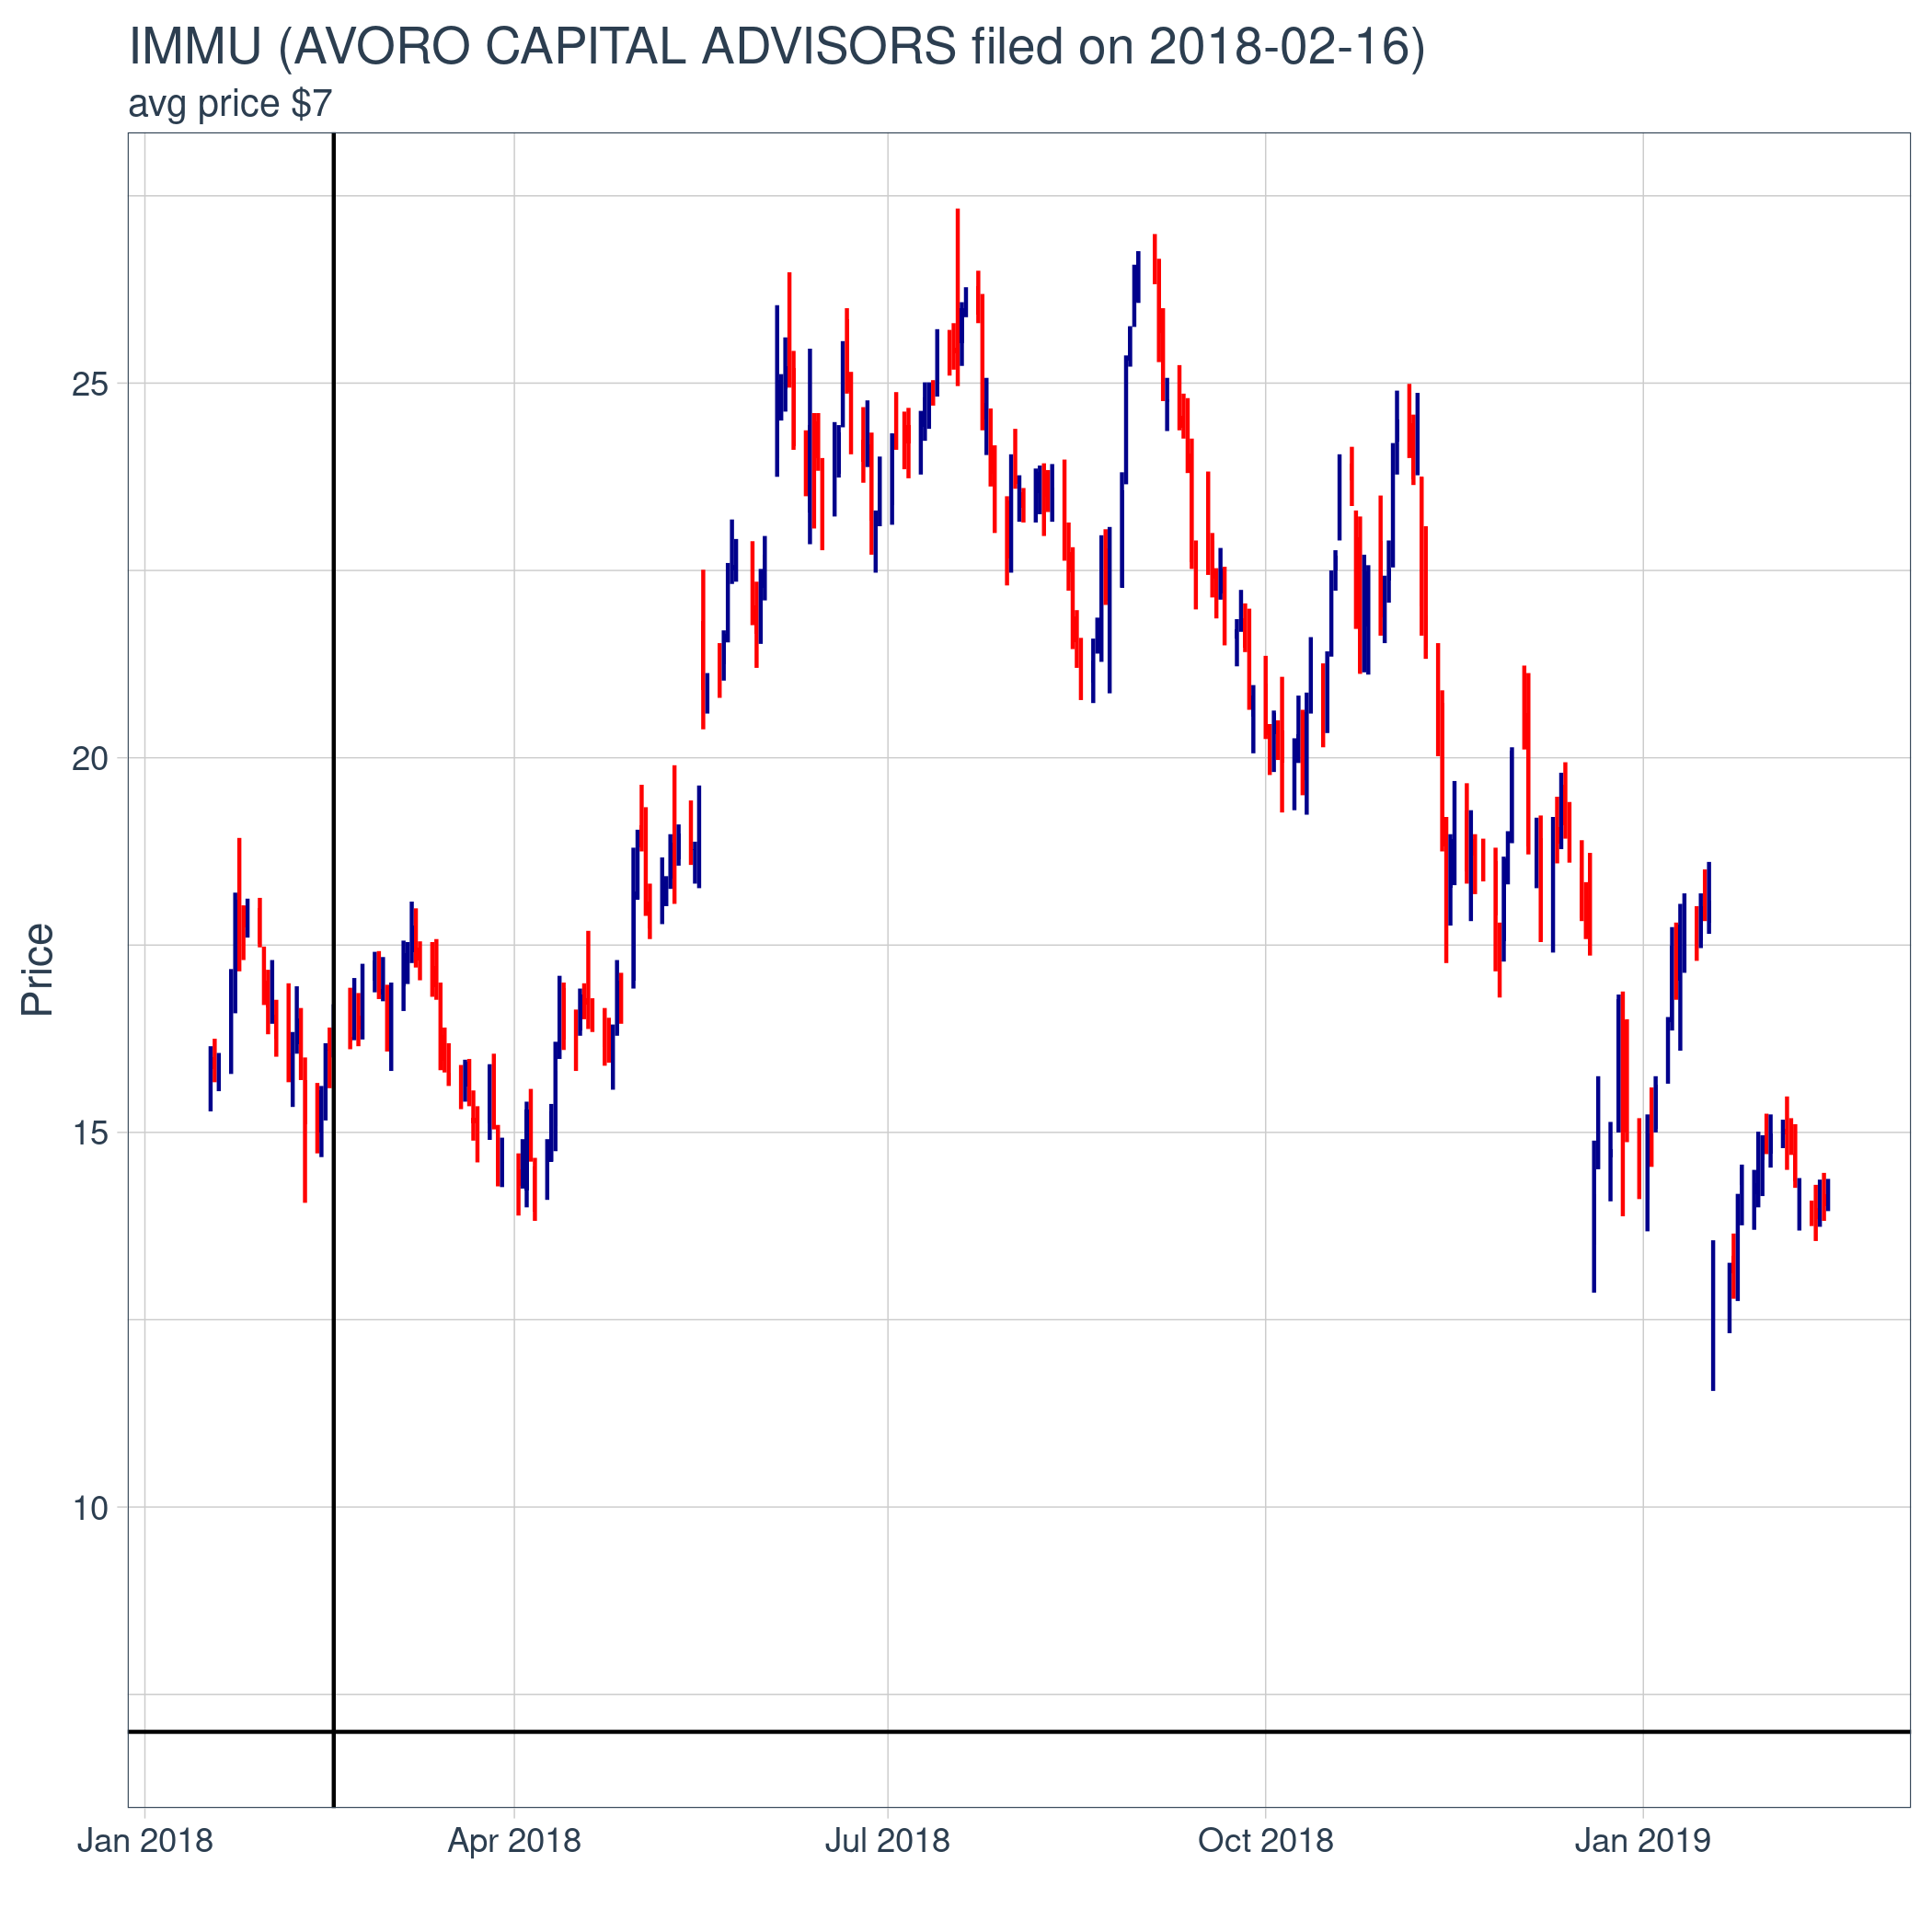 IMMU (AVORO CAPITAL ADVISORS filed on 2018-02-16)
avg price $7
Price
25
20
15
10
Jan 2018
Apr 2018
Jul 2018
Oct 2018
Jan 2019